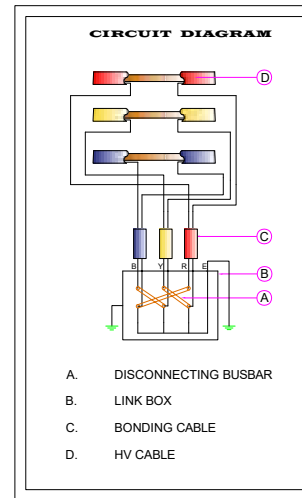 CIRCUIT DIAGRAM
D
C
B Y R E
B
A
A. DISCONNECTING BUSBAR
B. LINK BOX
C. BONDING CABLE
D. HV CABLE